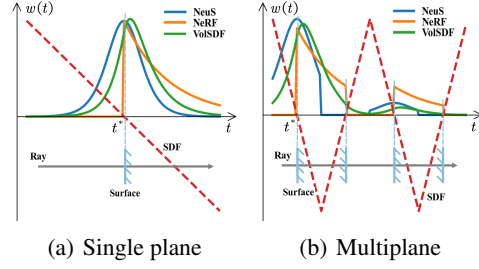 w(t)
NeuS
NeRF
VolSDF
t*
t
Ray
SDF
Surface
(a) Single plane
w(t)
NeuS
NeRF
VolSDF
t*
t
Ray
Surface
SDF
(b) Multiplane